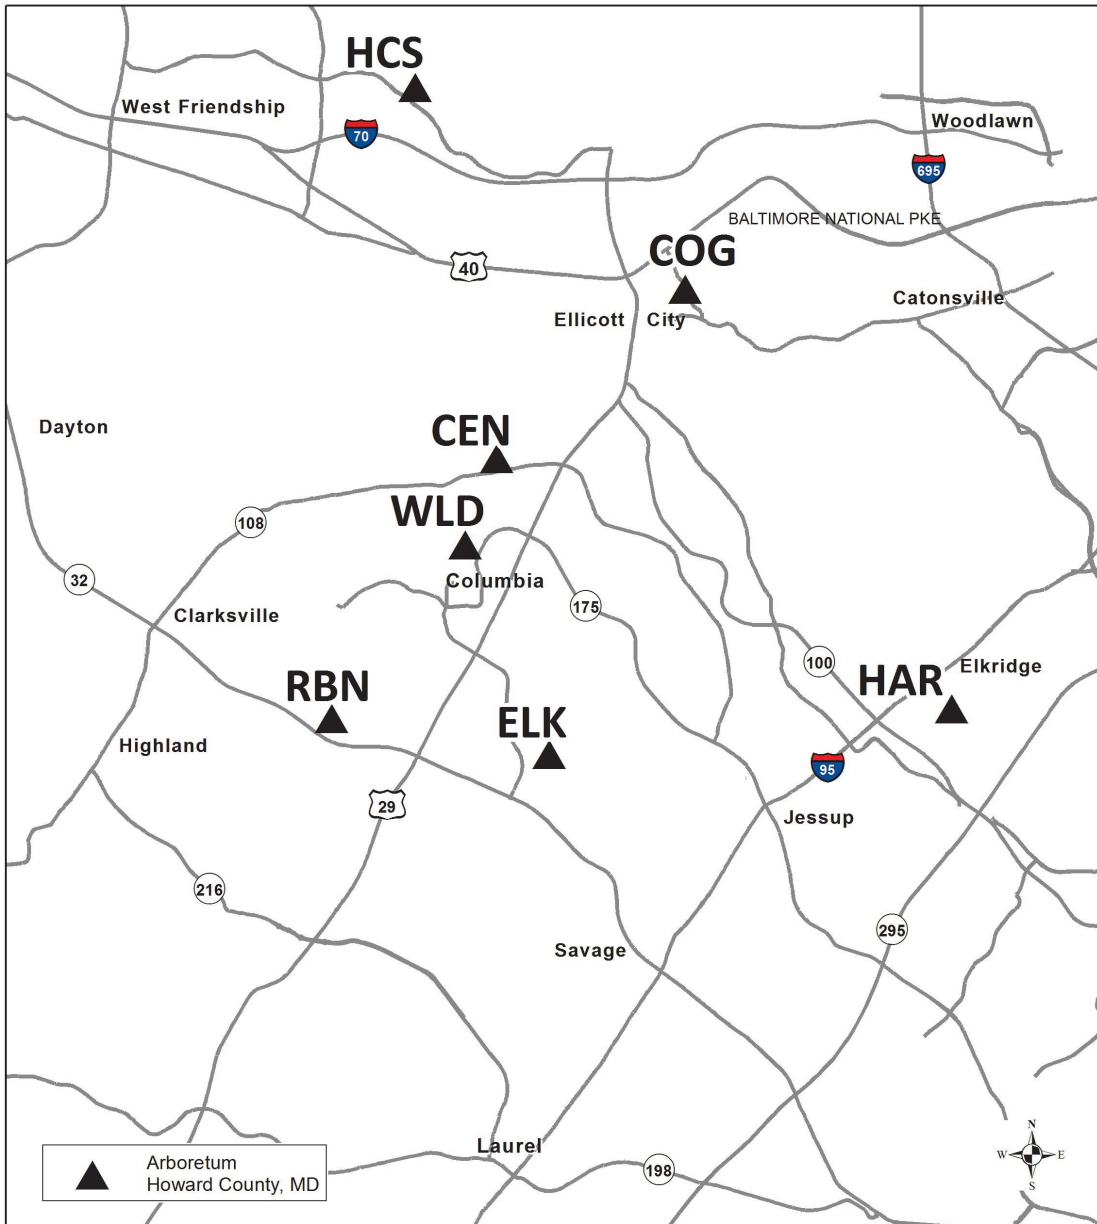 HCS
West Friendship
70
Woodlawn
695
BALTIMORE NATIONAL PKE
COG
40
Catonsville
Ellicott City
Dayton
CEN
WLD
108
32
Columbia
175
Clarksville
100
Elkridge
RBN
HAR
ELK
Highland
95
29
Jessup
216
295
Savage
N
W E
S
Laurel
198
Arboretum
Howard County, MD